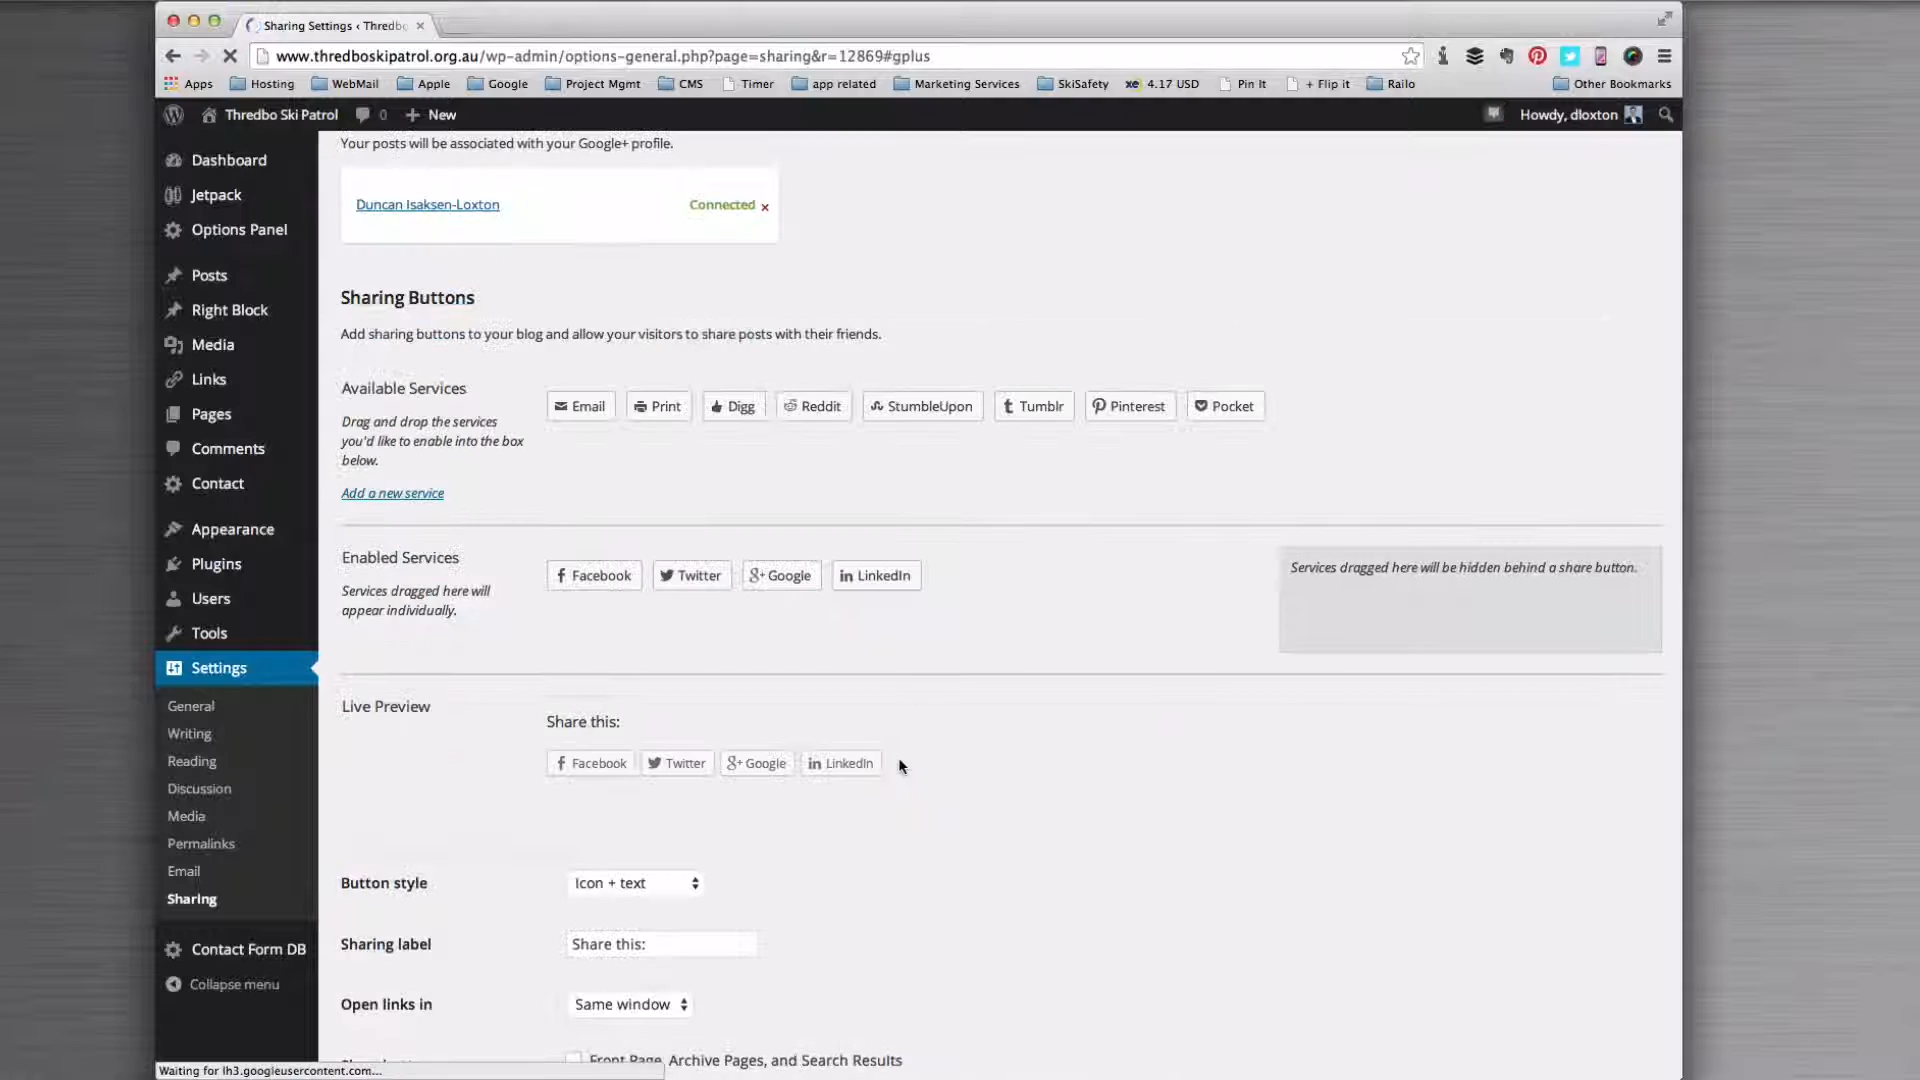 Sharing Settings ‹ Thredbo
www.thredboskipatrol.org.au/wp-admin/options-general.php?page=sharing&r=12869#gplus
Apps Hosting WebMail Apple Google Project Mgmt CMS Timer app related Marketing Services SkiSafety xe 4.17 USD Pin It + Flip it Railo Other Bookmarks
Thredbo Ski Patrol 0 + New Howdy, dloxton
Dashboard
Jetpack
Options Panel
Posts
Right Block
Media
Links
Pages
Comments
Contact
Appearance
Plugins
Users
Tools
Settings
General
Writing
Reading
Discussion
Media
Permalinks
Email
Sharing
Contact Form DB
Collapse menu
Your posts will be associated with your Google+ profile.
Duncan Isaksen-Loxton Connected ×
Sharing Buttons
Add sharing buttons to your blog and allow your visitors to share posts with their friends.
Available Services
Drag and drop the services
you'd like to enable into the box
below.
Add a new service
Email Print Digg Reddit StumbleUpon Tumblr Pinterest Pocket
Enabled Services
Services dragged here will
appear individually.
Facebook Twitter Google LinkedIn
Services dragged here will be hidden behind a share button.
Live Preview
Share this:
Facebook Twitter Google LinkedIn
Button style Icon + text
Sharing label Share this:
Open links in Same window
Front Page, Archive Pages, and Search Results
Waiting for lh3.googleusercontent.com...